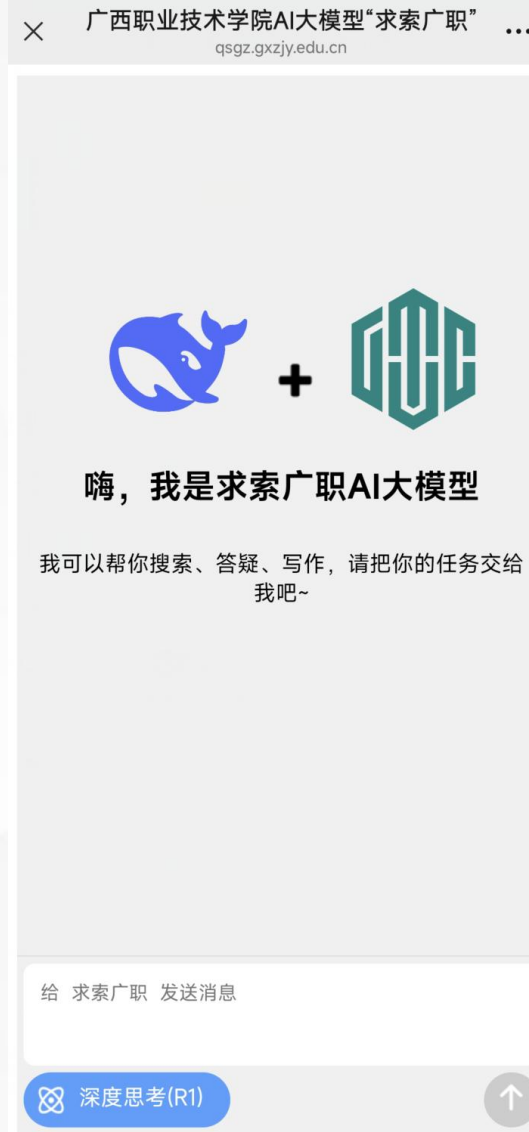 广西职业技术学院AI大模型“求索广职”
qsgz.gxzjy.edu.cn
嗨，我是求索广职AI大模型
我可以帮你搜索、答疑、写作，请把你的任务交给
我吧~
给 求索广职 发送消息
深度思考(R1)